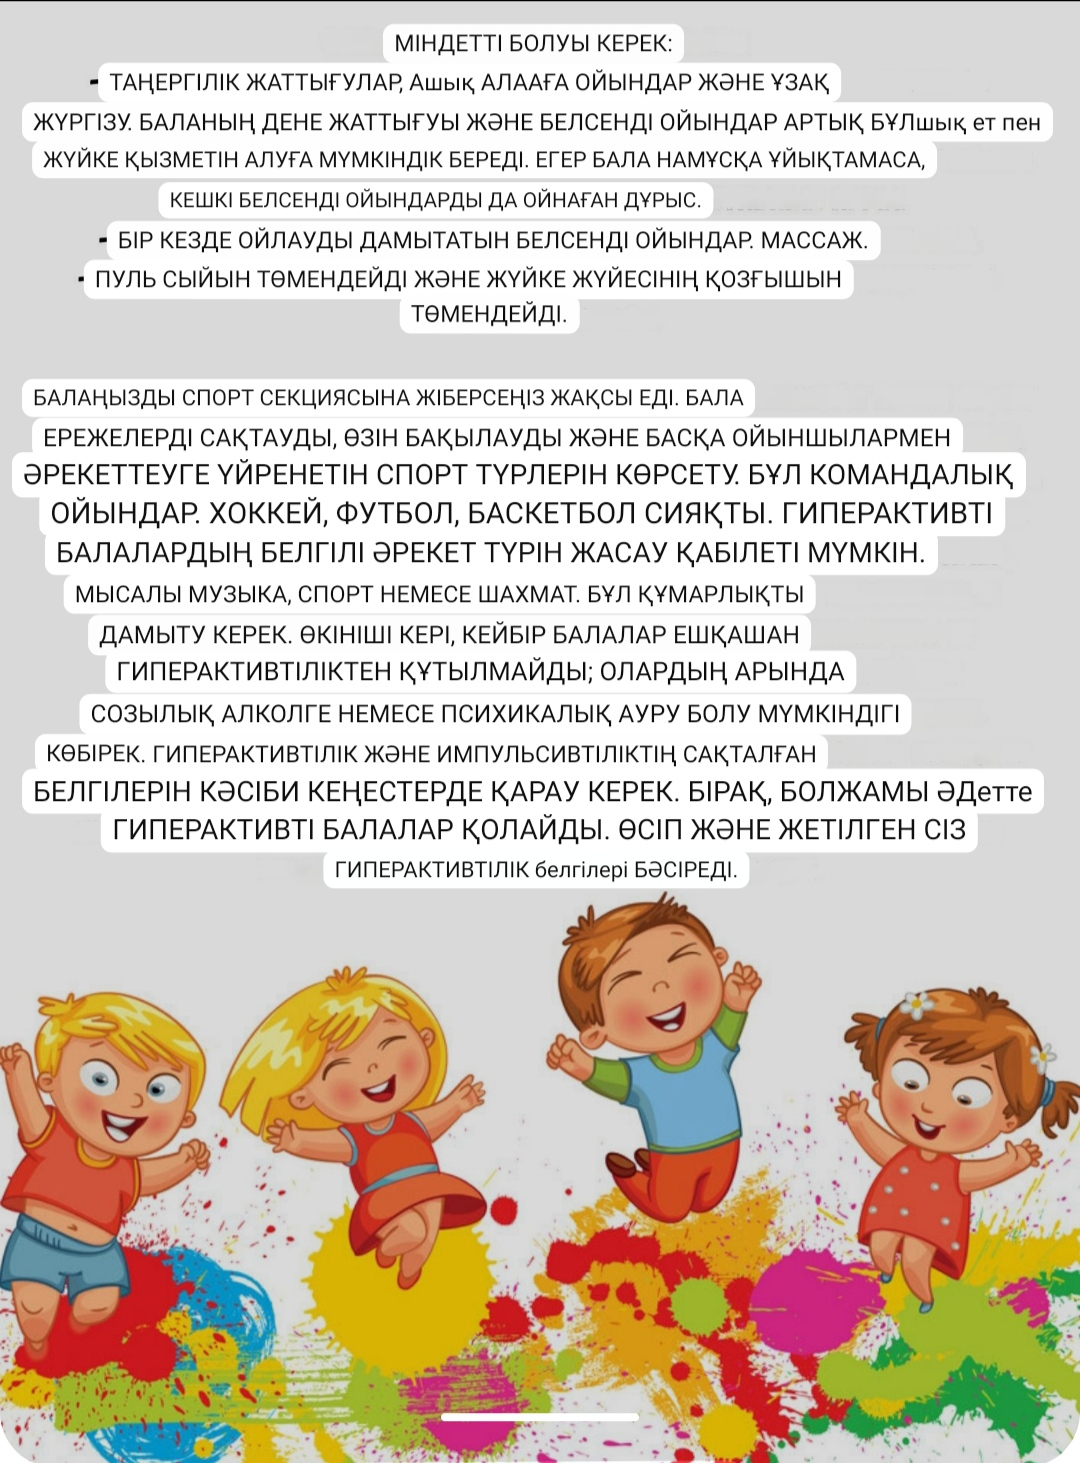 МІНДЕТТІ БОЛУЫ КЕРЕК:
- ТАҢЕРГІЛІК ЖАТТЫҒУЛАР, Ашық АЛААҒА ОЙЫНДАР ЖӘНЕ ҰЗАҚ
ЖҮРГІЗУ. БАЛАНЫҢ ДЕНЕ ЖАТТЫҒУЫ ЖӘНЕ БЕЛСЕНДІ ОЙЫНДАР АРТЫҚ БҰЛшық ет пен
ЖҮЙКЕ ҚЫЗМЕТІН АЛУҒА МҮМКІНДІК БЕРЕДІ. ЕГЕР БАЛА НАМҰСҚА ҰЙЫҚТАМАСА,
КЕШКІ БЕЛСЕНДІ ОЙЫНДАРДЫ ДА ОЙНАҒАН ДҰРЫС.
- БІР КЕЗДЕ ОЙЛАУДЫ ДАМЫТАТЫН БЕЛСЕНДІ ОЙЫНДАР. МАССАЖ.
- ПУЛЬ СЫЙЫН ТӨМЕНДЕЙДІ ЖӘНЕ ЖҮЙКЕ ЖҮЙЕСІНІҢ ҚОЗҒЫШЫН
ТӨМЕНДЕЙДІ.
БАЛАҢЫЗДЫ СПОРТ СЕКЦИЯСЫНА ЖІБЕРСЕҢІЗ ЖАҚСЫ ЕДІ. БАЛА
ЕРЕЖЕЛЕРДІ САҚТАУДЫ, ӨЗІН БАҚЫЛАУДЫ ЖӘНЕ БАСҚА ОЙЫНШЫЛАРМЕН
ӘРЕКЕТТЕУГЕ ҮЙРЕНЕТІН СПОРТ ТҮРЛЕРІН КӨРСЕТУ. БҰЛ КОМАНДАЛЫҚ
ОЙЫНДАР. ХОККЕЙ, ФУТБОЛ, БАСКЕТБОЛ СИЯҚТЫ. ГИПЕРАКТИВТІ
БАЛАЛАРДЫҢ БЕЛГІЛІ ӘРЕКЕТ ТҮРІН ЖАСАУ ҚАБІЛЕТІ МҮМКІН.
МЫСАЛЫ МУЗЫКА, СПОРТ НЕМЕСЕ ШАХМАТ. БҰЛ ҚҰМАРЛЫҚТЫ
ДАМЫТУ КЕРЕК. ӨКІНІШІ КЕРІ, КЕЙБІР БАЛАЛАР ЕШҚАШАН
ГИПЕРАКТИВТІЛІКТЕН ҚҰТЫЛМАЙДЫ; ОЛАРДЫҢ АРЫНДА
СОЗЫЛЫҚ АЛКОЛГЕ НЕМЕСЕ ПСИХИКАЛЫҚ АУРУ БОЛУ МҮМКІНДІГІ
КӨБІРЕК. ГИПЕРАКТИВТІЛІК ЖӘНЕ ИМПУЛЬСИВТІЛІКТІҢ САҚТАЛҒАН
БЕЛГІЛЕРІН КӘСІБИ КЕҢЕСТЕРДЕ ҚАРАУ КЕРЕК. БІРАҚ, БОЛЖАМЫ ӘДетте
ГИПЕРАКТИВТІ БАЛАЛАР ҚОЛАЙДЫ. ӨСІП ЖӘНЕ ЖЕТІЛГЕН СІЗ
ГИПЕРАКТИВТІЛІК белгілері БӘСІРЕДІ.